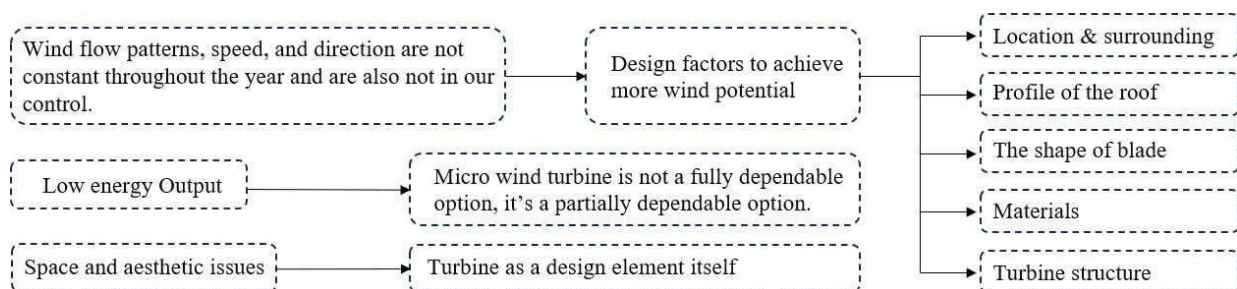 Wind flow patterns, speed, and direction are not
constant throughout the year and are also not in our
control.
Design factors to achieve
more wind potential
Location & surrounding
Profile of the roof
The shape of blade
Materials
Turbine structure
Low energy Output
Micro wind turbine is not a fully dependable
option, it’s a partially dependable option.
Space and aesthetic issues
Turbine as a design element itself